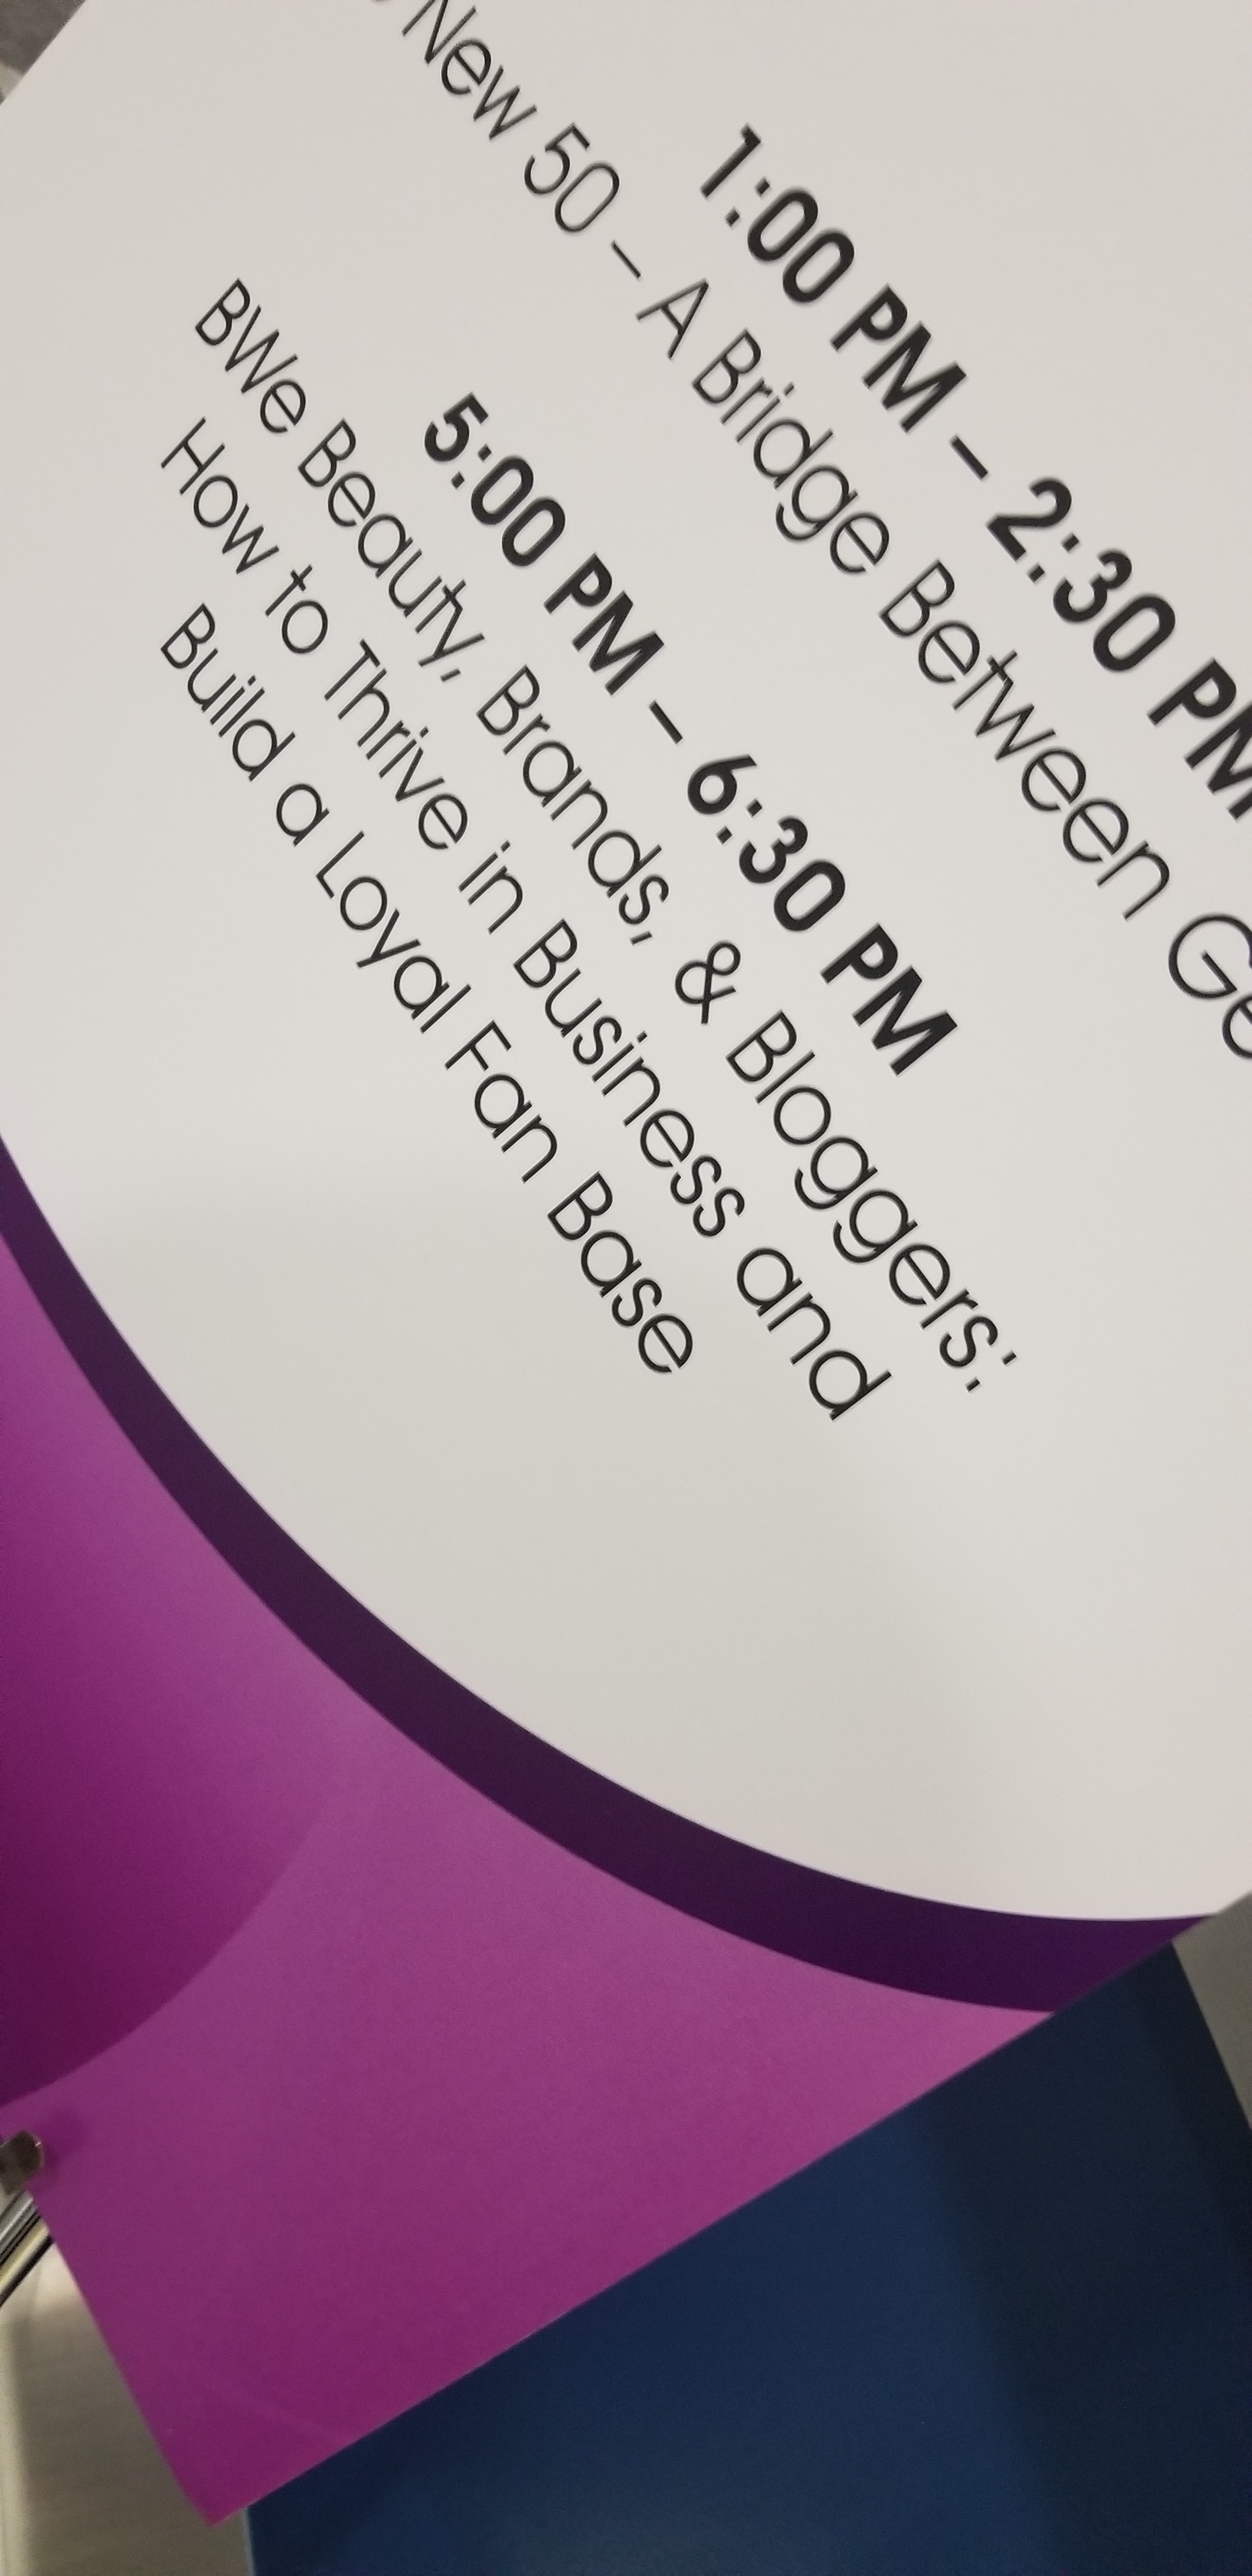 1:00 PM – 2:30 PM
New 50 – A Bridge Between
5:00 PM – 6:30 PM
BWe Beauty, Brands, & Bloggers:
How to Thrive in Business and
Build a Loyal Fan Base